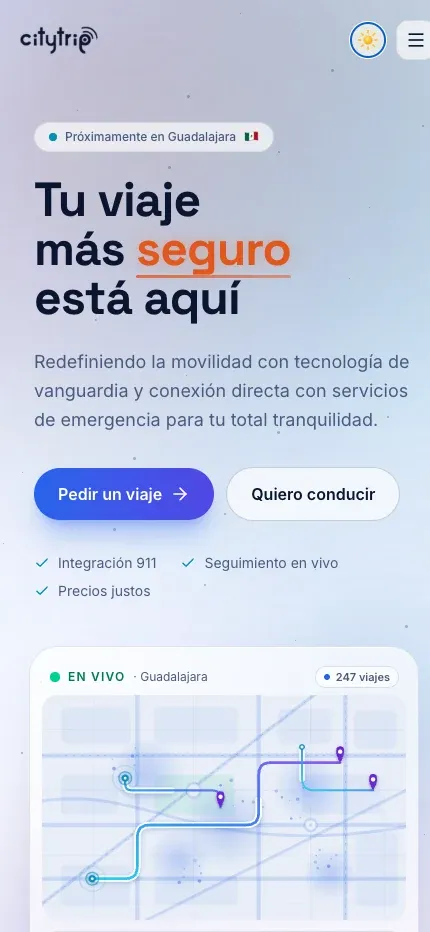 citytrip
Próximamente en Guadalajara
Tu viaje
más seguro
está aquí
Redefiniendo la movilidad con tecnología de
vanguardia y conexión directa con servicios
de emergencia para tu total tranquilidad.
Pedir un viaje → Quiero conducir
✓ Integración 911 ✓ Seguimiento en vivo
✓ Precios justos
EN VIVO · Guadalajara 247 viajes